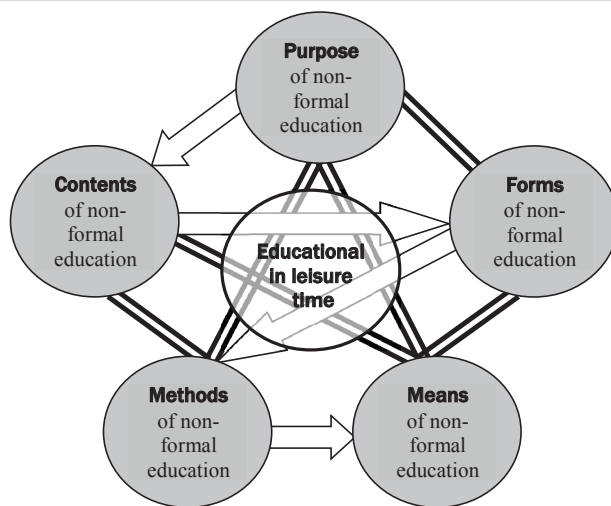 Purpose
of non-
formal
education
Contents
of non-
formal
education
Forms
of non-
formal
education
Educational
in leisure
time
Methods
of non-
formal
education
Means
of non-
formal
education